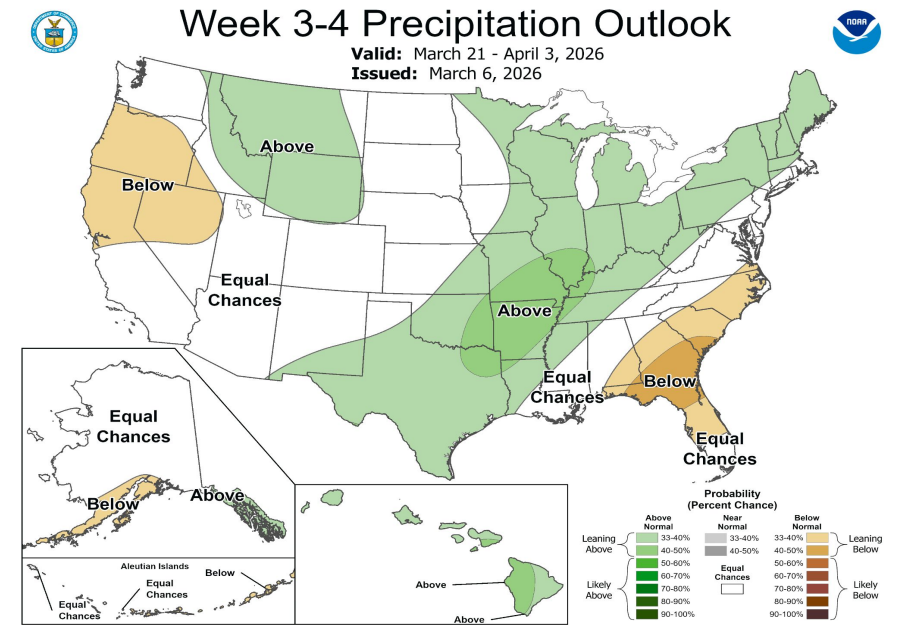 Week 3-4 Precipitation Outlook
Valid: March 21 - April 3, 2026
Issued: March 6, 2026
NOAA
Above
Below
Equal
Chances
Above
Equal
Chances
Below
Equal
Chances
Equal
Chances
Below
Above
Aleutian Islands
Equal
Chances
Below
Equal
Chances
Above
Above
Probability
(Percent Chance)
Above
Normal
Near
Normal
Below
Normal
Leaning
Above
33-40%
40-50%
Likely
Above
50-60%
60-70%
70-80%
80-90%
90-100%
33-40%
40-50%
Equal
Chances
33-40%
40-50%
Leaning
Below
50-60%
60-70%
70-80%
80-90%
90-100%
Likely
Below